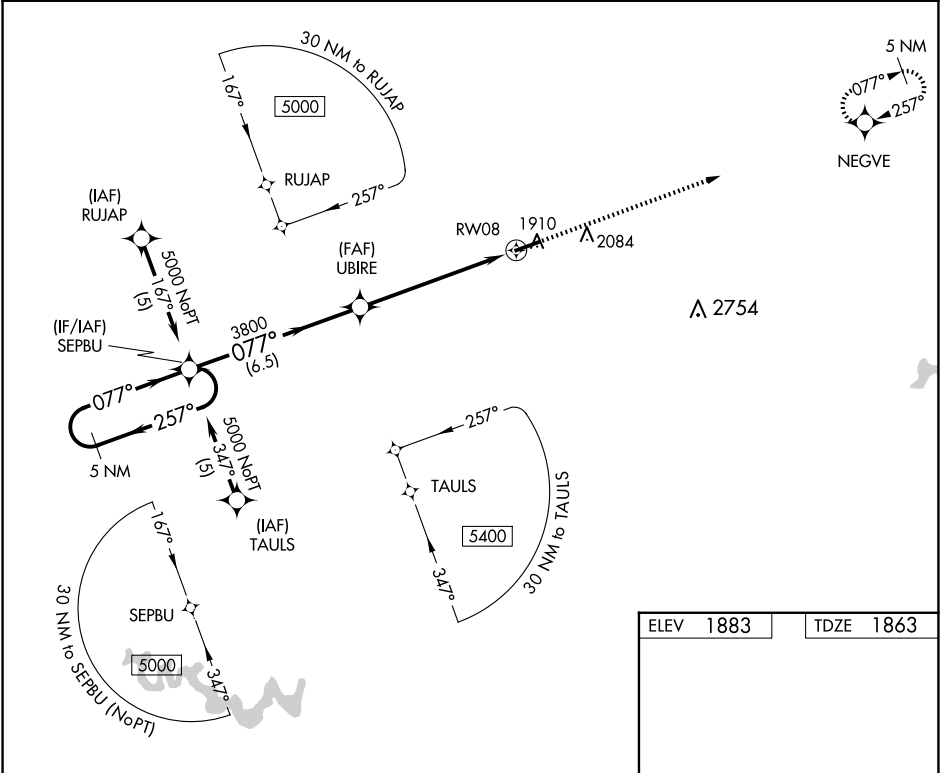 30 NM to RUJAP
167°
5000
RUJAP
257°
5 NM
077°
257°
NEGVE
(IAF)
RUJAP
5000 NoPT
167°
(5)
(IF/IAF)
SEPBU
(FAF)
UBIRE
RW08
1910
2084
2754
3800
077°
(6.5)
077°
257°
5 NM
5000 NoPT
347°
(5)
(IAF)
TAULS
257°
TAULS
5400
347°
30 NM to TAULS
167°
SEPBU
5000
347°
30 NM to SEPBU (NoPT)
ELEV 1883
TDZE 1863